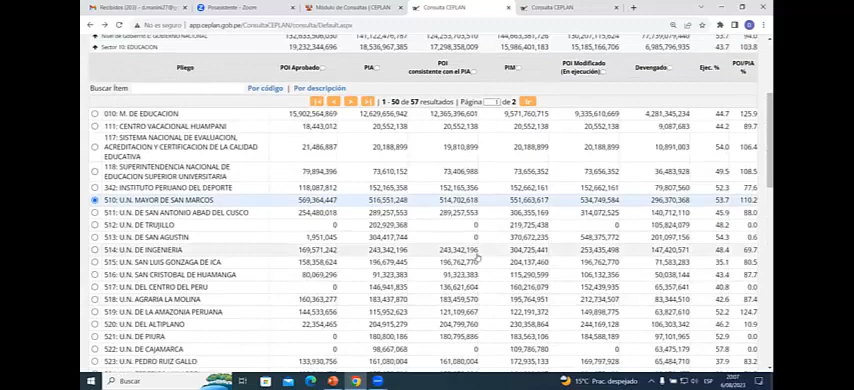 Recibidos (203) - d.marini27@
Posasistente - Zoom
Módulo de Consultas | CEPLAN
Consulta CEPLAN
Consulta CEPLAN
No es seguro | app.ceplan.gob.pe/ConsultaCEPLAN/consulta/Default.aspx
Sector 10: EDUCACION 19,232,344,696 18,536,967,385 17,298,358,009 15,986,401,183 15,185,166,706 6,985,796,935 43.7 103.8
Pliego POI Aprobado PIA POI consistente con el PIA PIM POI Modificado (En ejecución) Devengado Ejec. % POI/PIA %
Buscar Ítem Por código | Por descripción
|< < > >| | 1 - 50 de 57 resultados | Página 1 de 2 Ir
010: M. DE EDUCACION 15,902,564,869 12,629,656,942 12,365,396,990 9,571,760,715 9,335,610,669 4,281,345,234 44.7 125.9
111: CENTRO VACACIONAL HUAMPANI 18,443,012 20,552,138 20,552,138 20,552,138 20,552,138 9,087,683 44.2 89.7
117: SISTEMA NACIONAL DE EVALUACION,
ACREDITACION Y CERTIFICACION DE LA CALIDAD
EDUCATIVA 21,486,887 20,188,899 19,810,899 20,188,899 20,188,899 10,891,003 54.0 106.4
118: SUPERINTENDENCIA NACIONAL DE
EDUCACION SUPERIOR UNIVERSITARIA 79,894,396 73,610,158 73,406,988 73,656,352 73,656,352 36,483,928 49.5 108.5
342: INSTITUTO PERUANO DEL DEPORTE 118,087,812 152,165,358 152,165,356 152,662,161 152,662,161 79,807,560 52.3 77.6
510: U.N. MAYOR DE SAN MARCOS 569,364,447 516,551,248 514,702,618 551,663,617 534,749,584 296,370,368 53.7 110.2
511: U.N. DE SAN ANTONIO ABAD DEL CUSCO 254,480,018 289,257,553 289,257,553 306,355,169 314,072,525 140,712,110 45.9 88.0
512: U.N. DE TRUJILLO 0 202,929,368 0 219,725,438 0 105,824,079 48.2 0.0
513: U.N. DE SAN AGUSTIN 1,951,045 304,417,744 0 370,672,235 548,375,772 201,097,156 54.3 0.6
514: U.N. DE INGENIERIA 169,571,242 243,342,196 243,342,196 304,725,441 253,435,498 147,420,571 48.4 69.7
515: U.N. SAN LUIS GONZAGA DE ICA 158,358,624 196,679,445 196,762,770 204,137,460 225,715,420 71,583,283 35.1 80.5
516: U.N. SAN CRISTOBAL DE HUAMANGA 80,069,296 91,323,383 91,323,383 115,290,599 106,132,356 50,038,144 43.4 87.7
517: U.N. DEL CENTRO DEL PERU 0 146,941,835 136,621,604 160,216,079 152,439,935 65,357,641 40.8 0.0
518: U.N. AGRARIA LA MOLINA 160,363,277 183,437,870 183,459,570 195,764,951 212,734,507 83,344,510 42.6 87.4
519: U.N. DE LA AMAZONIA PERUANA 144,533,656 115,952,623 121,109,667 122,191,372 149,898,775 63,809,212 52.2 124.7
520: U.N. DEL ALTIPLANO 22,354,465 204,915,279 204,799,760 230,358,864 244,169,128 106,303,342 46.2 10.9
521: U.N. DE PIURA 0 180,800,186 180,795,886 183,563,106 184,588,189 97,101,965 52.9 0.0
522: U.N. DE CAJAMARCA 0 98,667,068 0 109,786,780 0 63,475,179 57.8 0.0
523: U.N. PEDRO RUIZ GALLO 133,930,756 161,080,004 161,080,004 172,935,133 169,797,928 65,484,710 37.9 83.2
Buscar
15°C Prac. despejado
ESP
20:07
6/08/2023